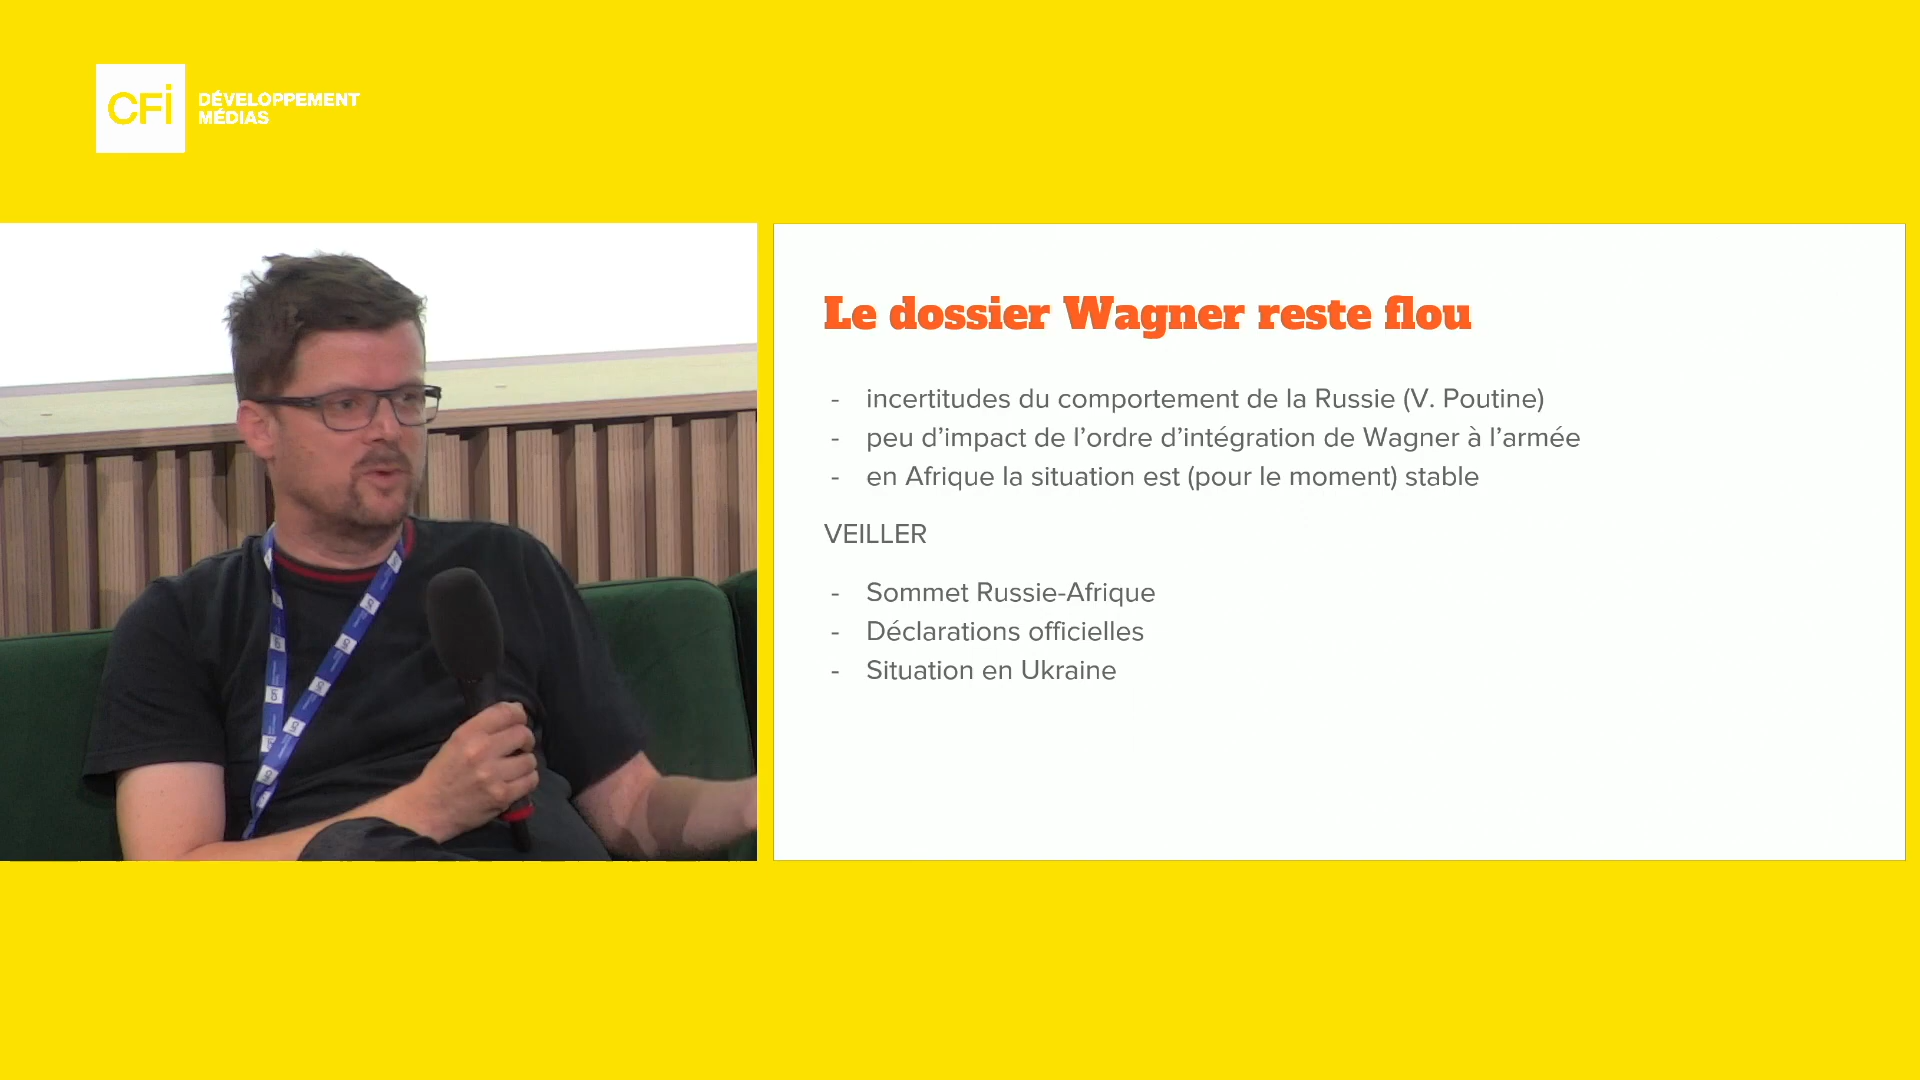 CFi
DÉVELOPPEMENT
MÉDIAS
Le dossier Wagner reste flou
- incertitudes du comportement de la Russie (V. Poutine)
- peu d'impact de l'ordre d'intégration de Wagner à l'armée
- en Afrique la situation est (pour le moment) stable
VEILLER
- Sommet Russie-Afrique
- Déclarations officielles
- Situation en Ukraine